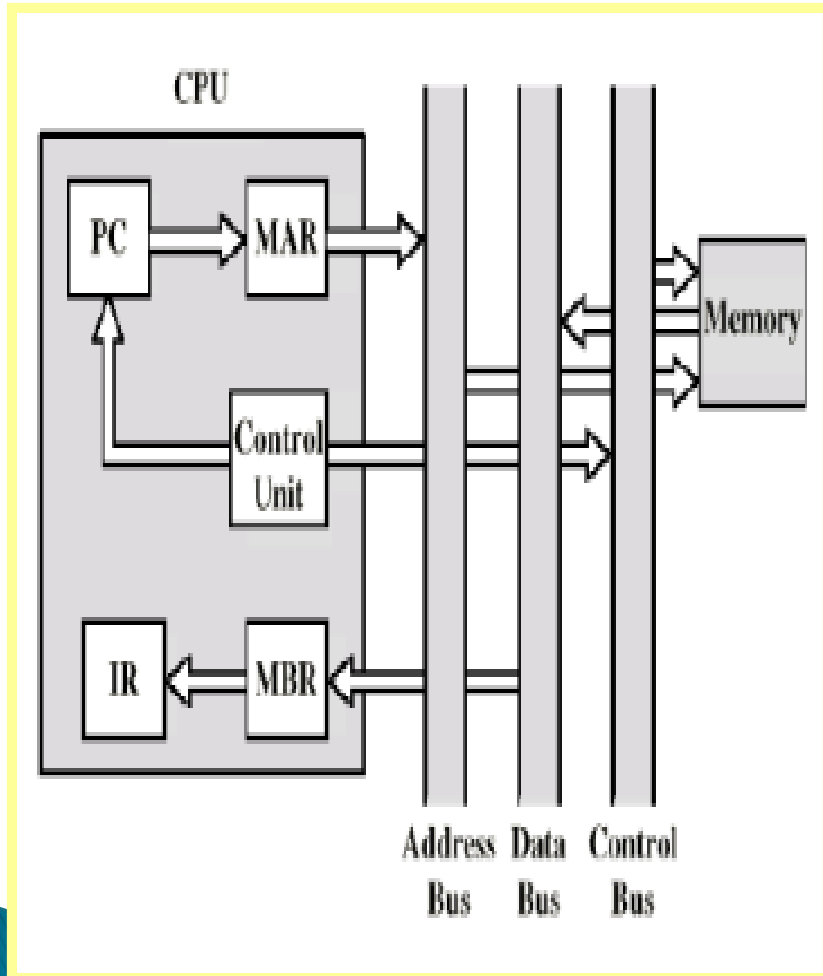 CPU
PC
MAR
Memory
Control
Unit
IR
MBR
Address Data Control
Bus Bus Bus